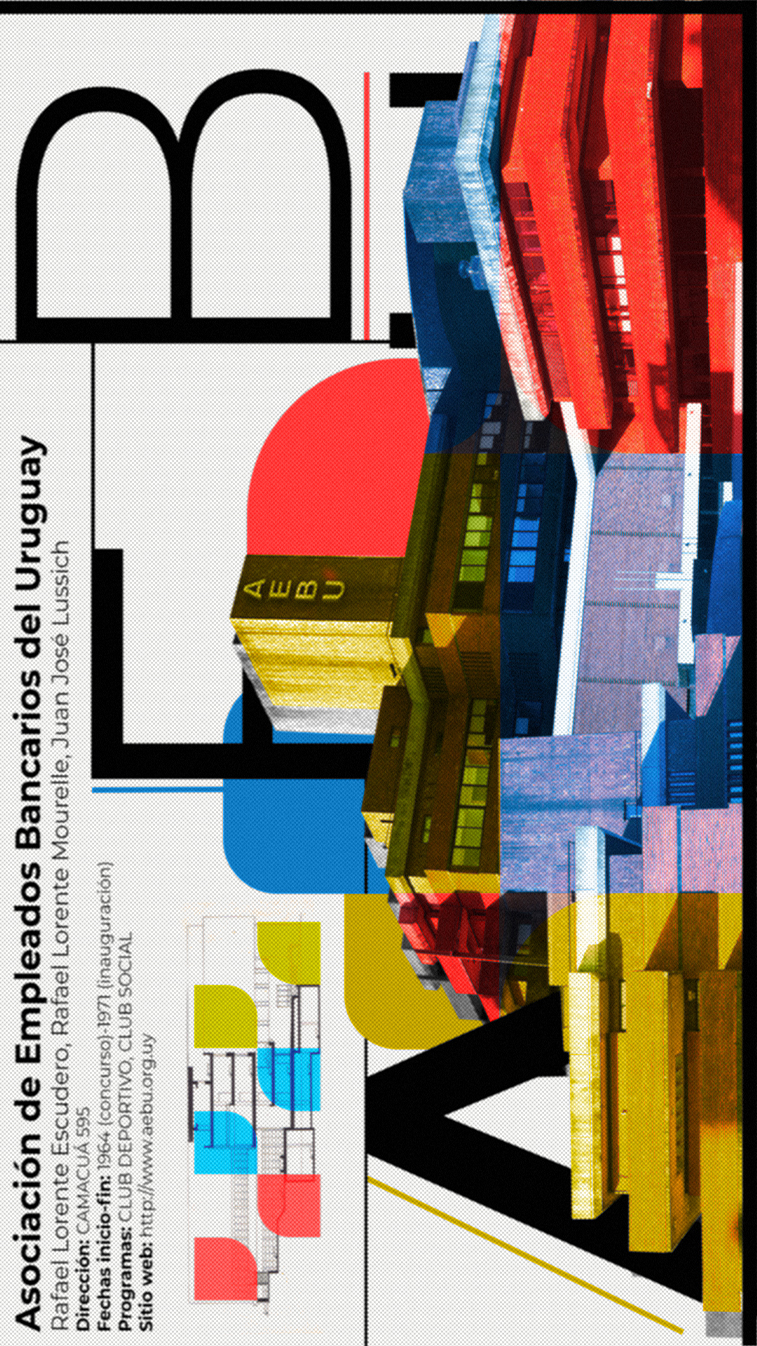 Asociación de Empleados Bancarios del Uruguay
Rafael Lorente Escudero, Rafael Lorente Mourelle, Juan José Lussich
Dirección: CAMACUÁ 595
Fechas inicio-fin: 1964 (concurso)-1971 (inauguración)
Programas: CLUB DEPORTIVO, CLUB SOCIAL
Sitio web: http://www.aebu.org.uy
A
E
B
U
AEBU